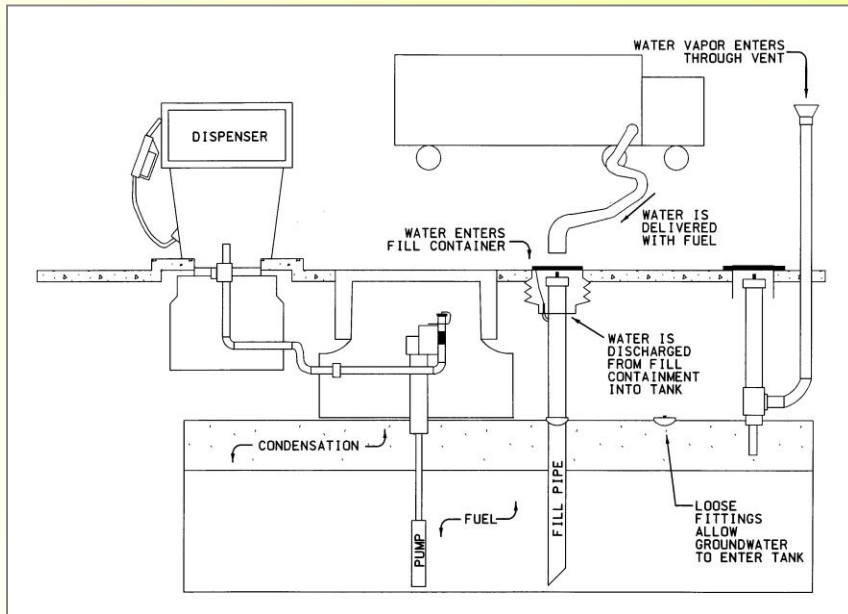 WATER VAPOR ENTERS
THROUGH VENT
DISPENSER
WATER IS
DELIVERED
WITH FUEL
WATER ENTERS
FILL CONTAINER
WATER IS
DISCHARGED
FROM FILL
CONTAINMENT
INTO TANK
CONDENSATION
FUEL
PUMP
FILL PIPE
LOOSE
FITTINGS
ALLOW
GROUNDWATER
TO ENTER TANK